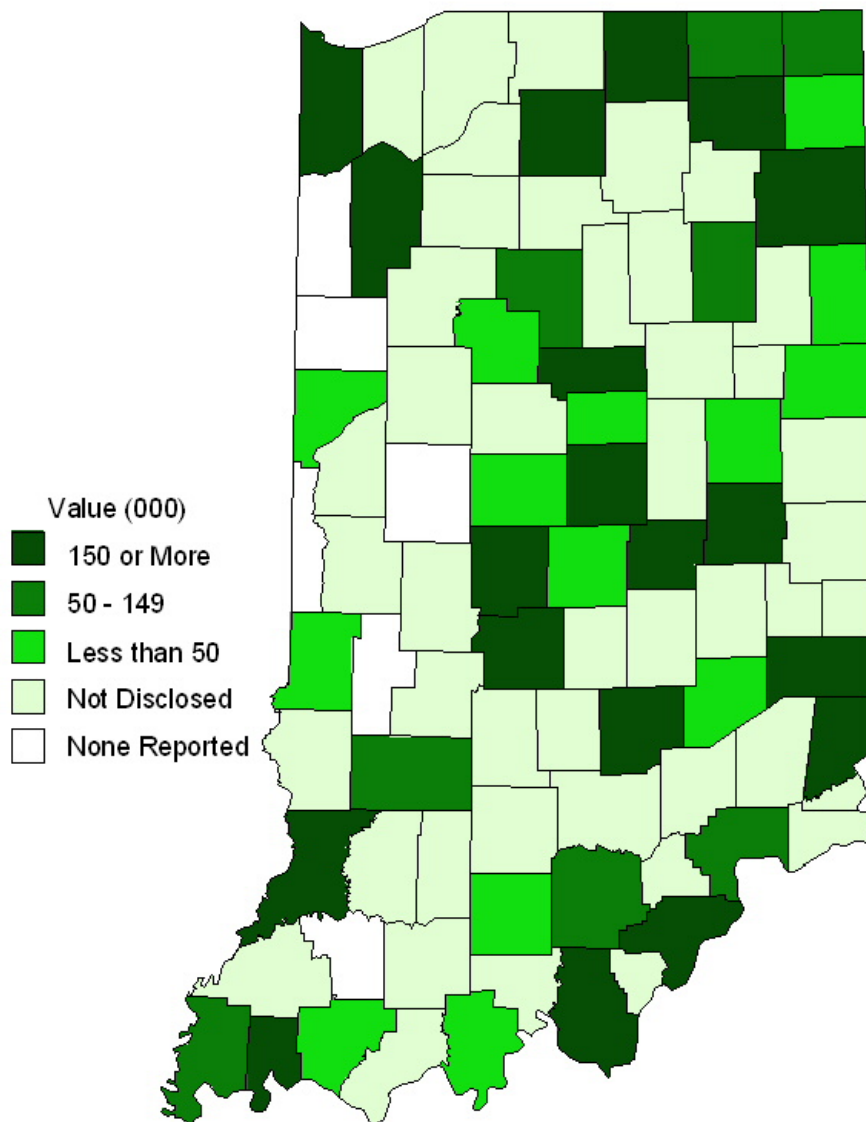 Value (000)
150 or More
50 - 149
Less than 50
Not Disclosed
None Reported